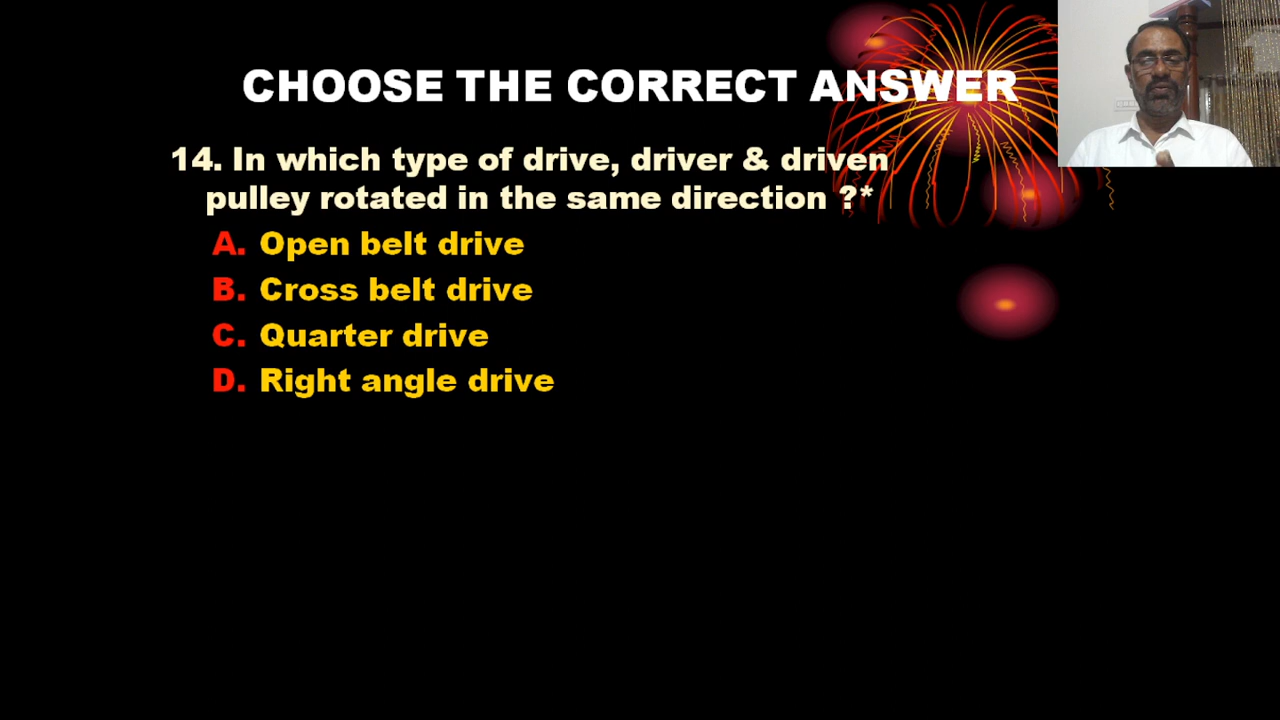 CHOOSE THE CORRECT ANSWER
14. In which type of drive, driver & driven
pulley rotated in the same direction ?*
A. Open belt drive
B. Cross belt drive
C. Quarter drive
D. Right angle drive